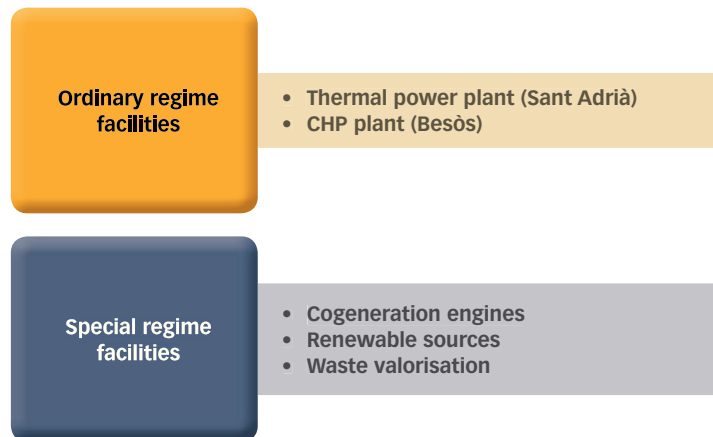 Ordinary regime
facilities
• Thermal power plant (Sant Adrià)
• CHP plant (Besòs)
Special regime
facilities
• Cogeneration engines
• Renewable sources
• Waste valorisation